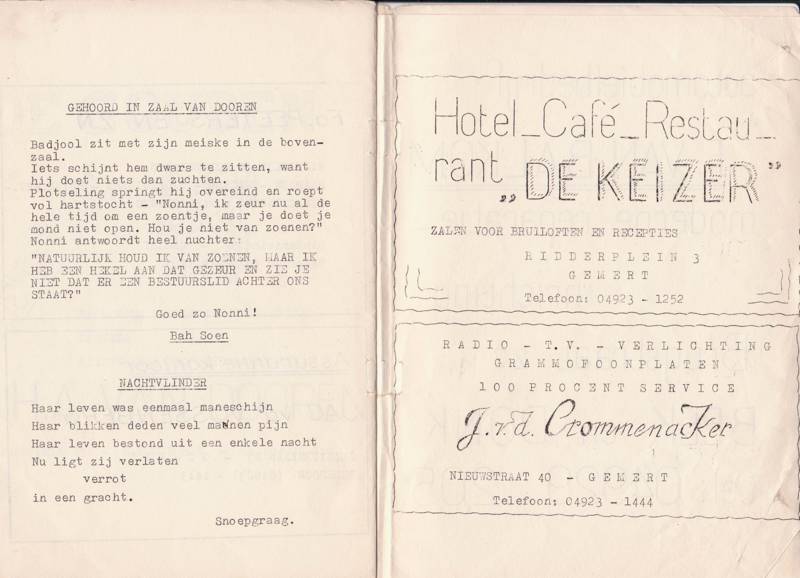 GEHOORD IN ZAAL VAN DOOREN
Badjool zit met zijn meiske in de boven-
zaal.
Iets schijnt hem dwars te zitten, want
hij doet niets dan zuchten.
Plotseling springt hij overeind en roept
vol hartstocht - "Nonni, ik zeur nu al de
hele tijd om een zoentje, maar je doet je
mond niet open. Hou je niet van zoenen?"
Nonni antwoordt heel nuchter:
"NATUURLIJK HOUD IK VAN ZOENEN, MAAR IK
HEB EEN HEKEL AAN DAT GEZEUR EN ZIE JE
NIET DAT ER EEN BESTUURSLID ACHTER ONS
STAAT?"
Goed zo Nonni!
Bah Soen
NACHTVLINDER
Haar leven was eenmaal maneschijn
Haar blikken deden veel mannen pijn
Haar leven bestond uit een enkele nacht
Nu ligt zij verlaten
verrot
in een gracht.
Snoepgraag.
Hotel_Café_Restau_
rant „DE KEIZER”
ZALEN VOOR BRUILOFTEN EN RECEPTIES
RIDDERPLEIN 3
GEMERT
Telefoon: 04923 - 1252
RADIO - T.V. - VERLICHTING
GRAMMOFOONPLATEN
100 PROCENT SERVICE
J.v.d. Crommenacker
NIEUWSTRAAT 40 - GEMERT
Telefoon: 04923 - 1444